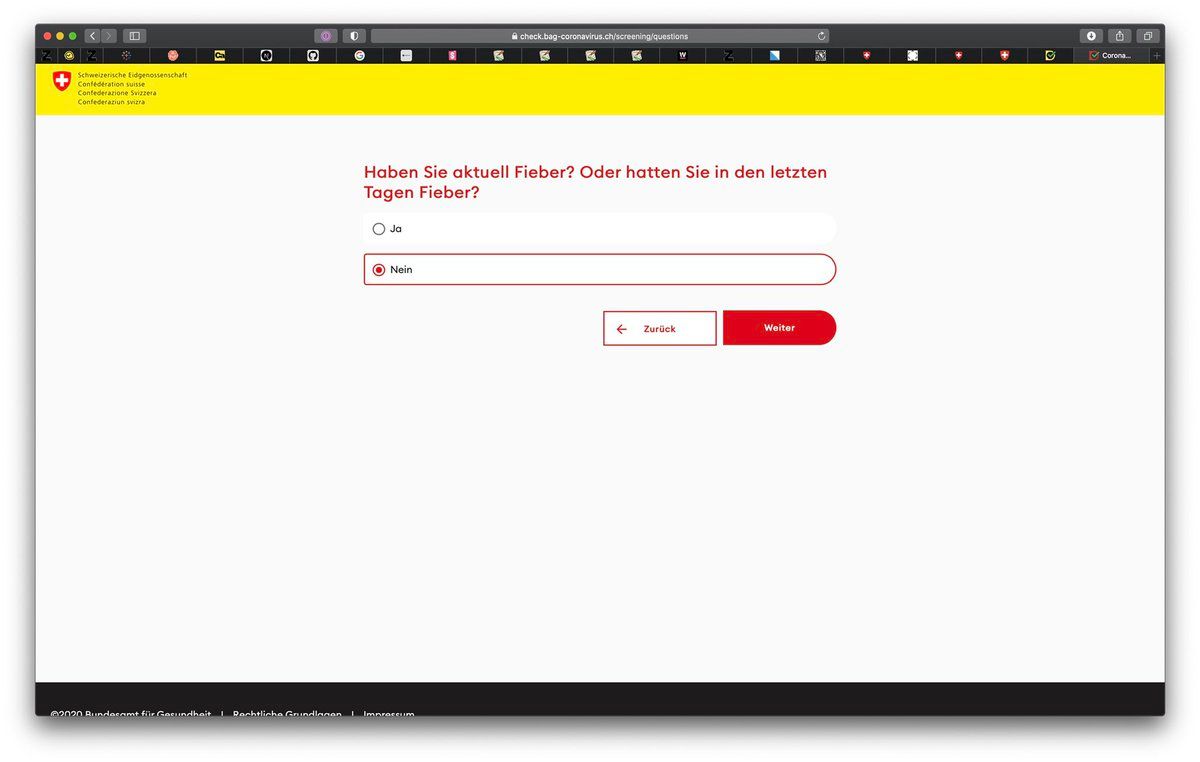 check.bag-coronavirus.ch/screening/questions
Corona...
Schweizerische Eidgenossenschaft
Confédération suisse
Confederazione Svizzera
Confederaziun svizra
Haben Sie aktuell Fieber? Oder hatten Sie in den letzten
Tagen Fieber?
Ja
Nein
Zurück
Weiter
©2020 Bundesamt für Gesundheit | Rechtliche Grundlagen | Impressum